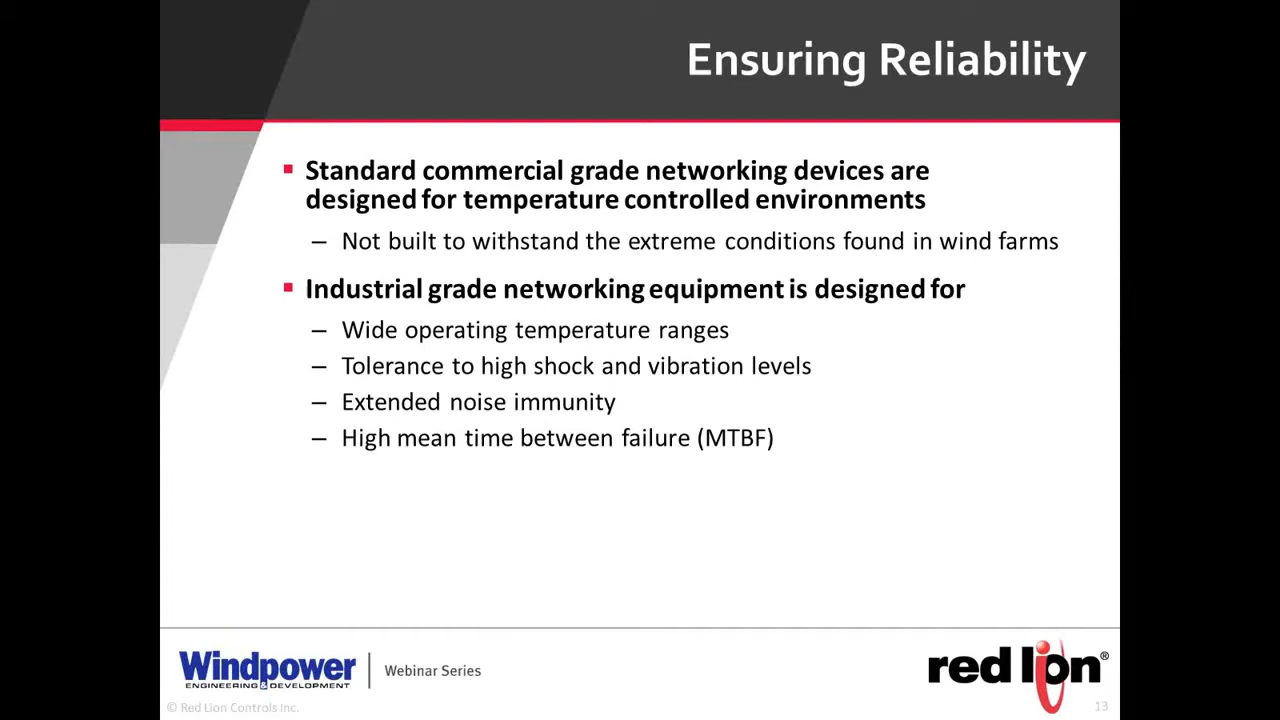 Ensuring Reliability
Standard commercial grade networking devices are
designed for temperature controlled environments
– Not built to withstand the extreme conditions found in wind farms
Industrial grade networking equipment is designed for
– Wide operating temperature ranges
– Tolerance to high shock and vibration levels
– Extended noise immunity
– High mean time between failure (MTBF)
Windpower
ENGINEERING & DEVELOPMENT
Webinar Series
red lion®
© Red Lion Controls Inc.
13